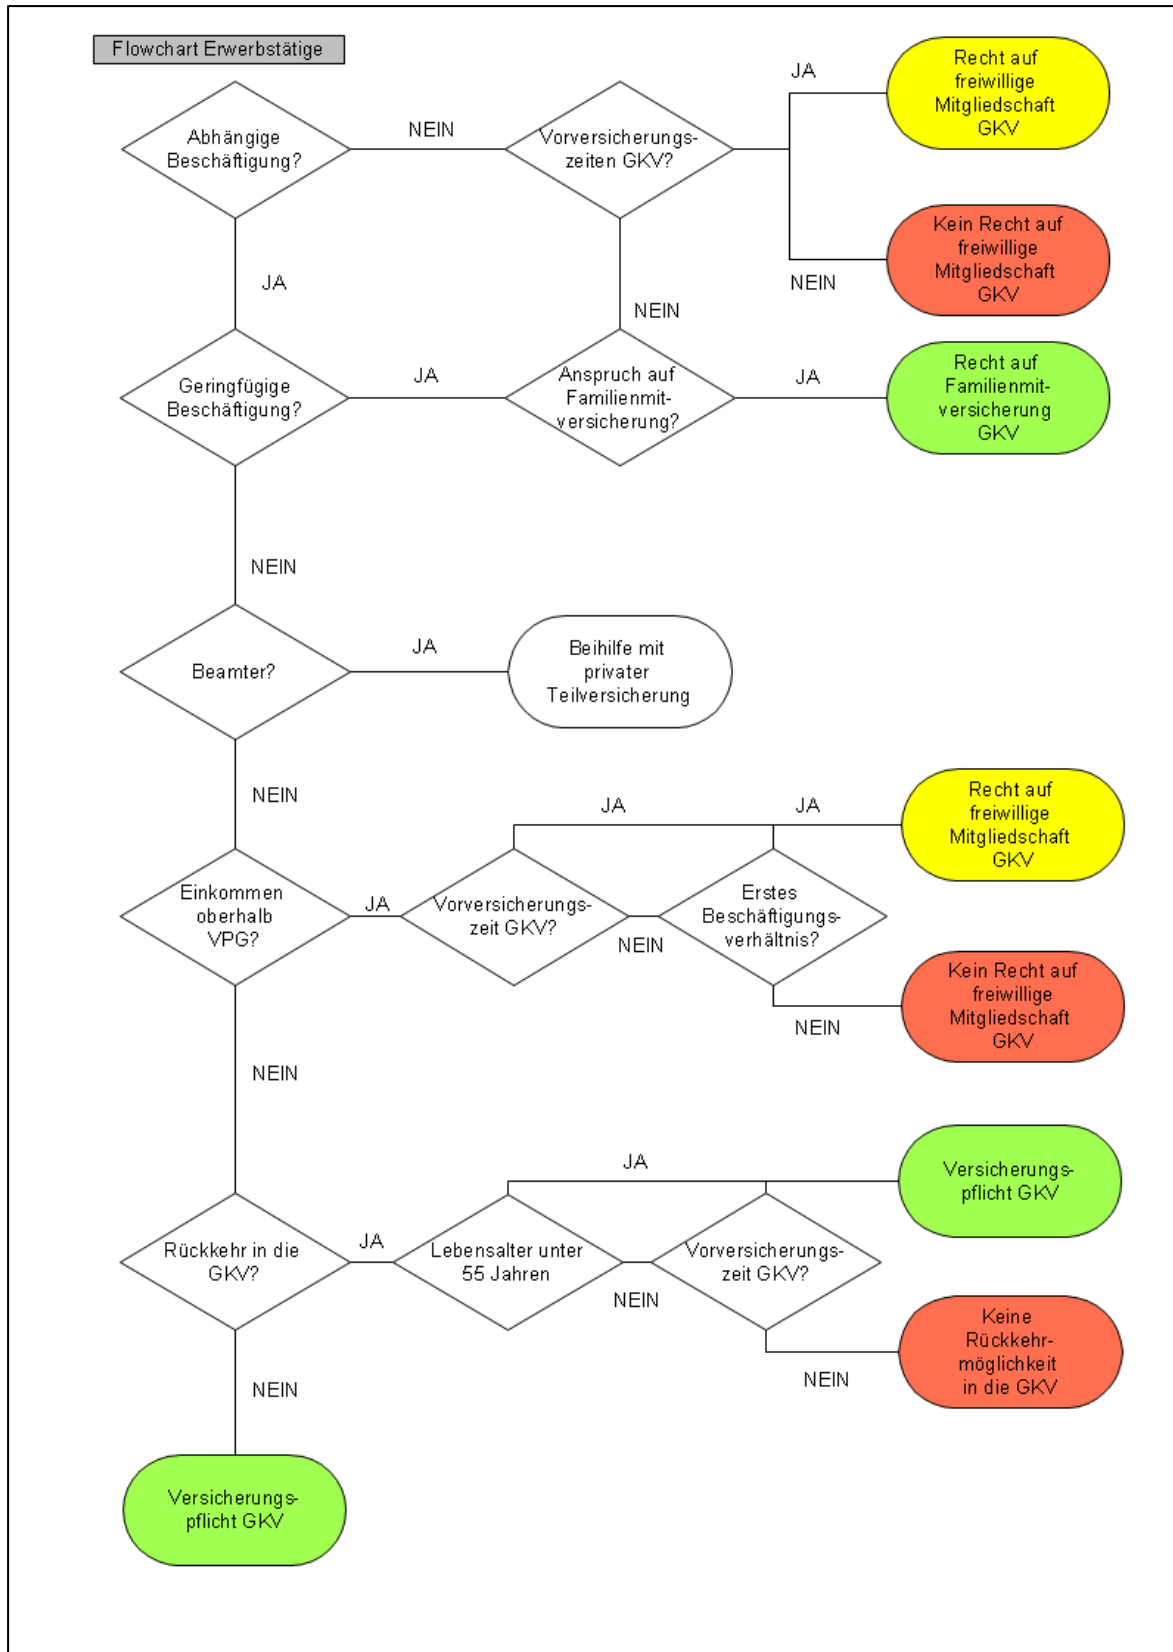 Flowchart Erwerbstätige
Abhängige
Beschäftigung?
NEIN
Vorversicherungs-
zeiten GKV?
JA
Recht auf
freiwillige
Mitgliedschaft
GKV
NEIN
Kein Recht auf
freiwillige
Mitgliedschaft
GKV
JA
NEIN
Geringfügige
Beschäftigung?
JA
Anspruch auf
Familienmit-
versicherung?
JA
Recht auf
Familienmit-
versicherung
GKV
NEIN
Beamter?
JA
Beihilfe mit
privater
Teilversicherung
NEIN
Einkommen
oberhalb
VPG?
JA
Vorversicherungs-
zeit GKV?
JA
NEIN
Erstes
Beschäftigungs-
verhältnis?
JA
Recht auf
freiwillige
Mitgliedschaft
GKV
NEIN
Kein Recht auf
freiwillige
Mitgliedschaft
GKV
NEIN
Rückkehr in die
GKV?
JA
Lebensalter unter
55 Jahren
JA
NEIN
Vorversicherungs-
zeit GKV?
Versicherungs-
pflicht GKV
NEIN
Keine
Rückkehr-
möglichkeit
in die GKV
NEIN
Versicherungs-
pflicht GKV